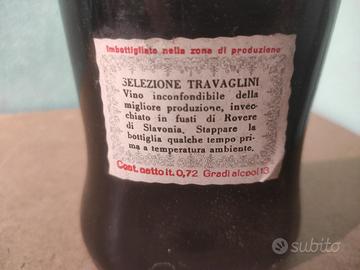 Imbottigliato nella zona di produzione
SELEZIONE TRAVAGLINI
Vino inconfondibile della
migliore produzione, invec-
chiato in fusti di Rovere
di Slavonia. Stappare la
bottiglia qualche tempo pri-
ma a temperatura ambiente.
Cont. netto lt. 0,72 Gradi alcool 13
subito